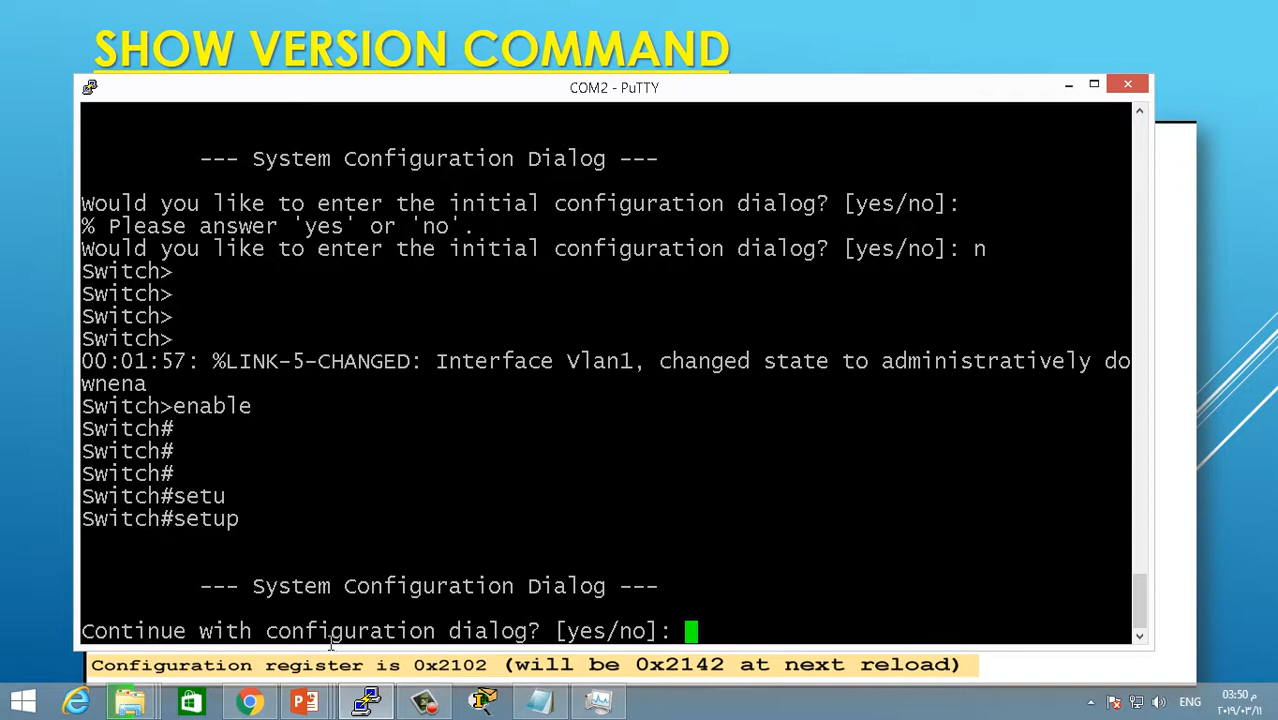 SHOW VERSION COMMAND
COM2 - PuTTY
--- System Configuration Dialog ---
Would you like to enter the initial configuration dialog? [yes/no]:
% Please answer 'yes' or 'no'.
Would you like to enter the initial configuration dialog? [yes/no]: n
Switch>
Switch>
Switch>
Switch>
00:01:57: %LINK-5-CHANGED: Interface Vlan1, changed state to administratively do
wnena
Switch>enable
Switch#
Switch#
Switch#
Switch#setu
Switch#setup
--- System Configuration Dialog ---
Continue with configuration dialog? [yes/no]:
Configuration register is 0x2102 (will be 0x2142 at next reload)
ENG
03:50 م
٢٠١٩/٠٣/١١